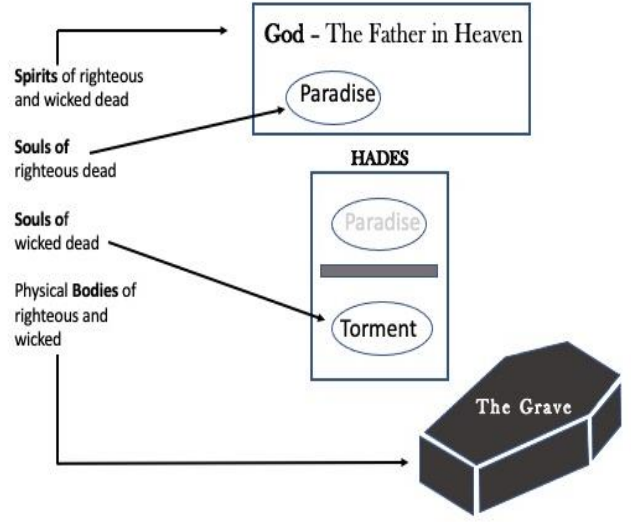 God – The Father in Heaven
Spirits of righteous
and wicked dead
Paradise
Souls of
righteous dead
HADES
Souls of
wicked dead
Paradise
Physical Bodies of
righteous and
wicked
Torment
The Grave